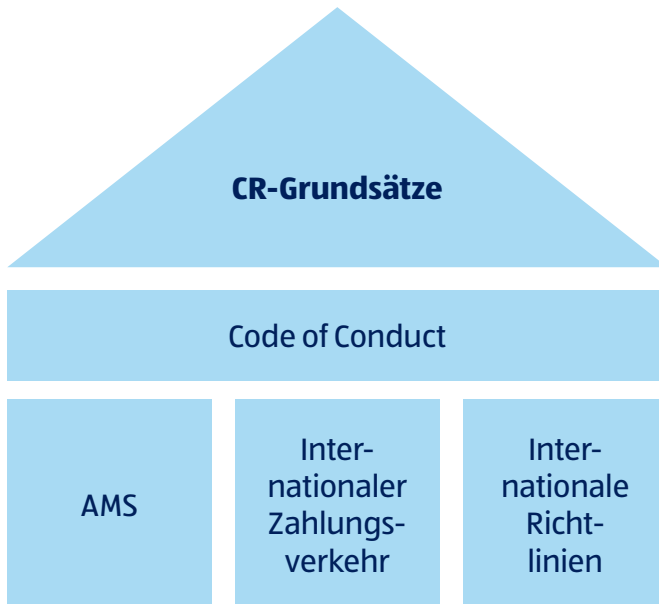 CR-Grundsätze
Code of Conduct
AMS
Inter-
nationaler
Zahlungs-
verkehr
Inter-
nationale
Richt-
linien